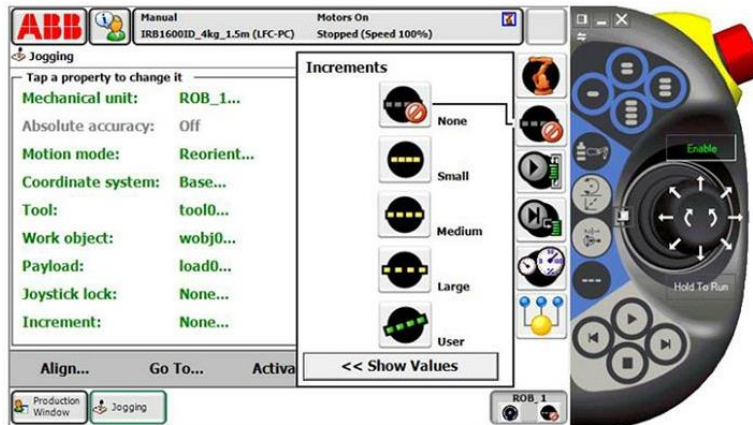 ABB
Manual
IRB1600ID_4kg_1.5m (LFC-PC)
Motors On
Stopped (Speed 100%)
Jogging
Tap a property to change it
Mechanical unit: ROB_1...
Absolute accuracy: Off
Motion mode: Reorient...
Coordinate system: Base...
Tool: tool0...
Work object: wobj0...
Payload: load0...
Joystick lock: None...
Increment: None...
Increments
None
Small
Medium
Large
User
<< Show Values
Align...
Go To...
Activa
Production
Window
Jogging
ROB_1
Enable
Hold To Run